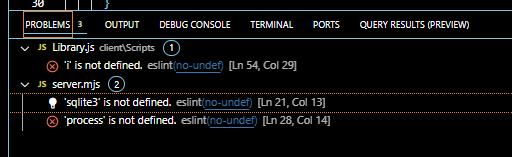 30 }
PROBLEMS 3 OUTPUT DEBUG CONSOLE TERMINAL PORTS QUERY RESULTS (PREVIEW)
JS Library.js client\Scripts 1
'i' is not defined. eslint(no-undef) [Ln 54, Col 29]
JS server.mjs 2
'sqlite3' is not defined. eslint(no-undef) [Ln 21, Col 13]
'process' is not defined. eslint(no-undef) [Ln 28, Col 14]